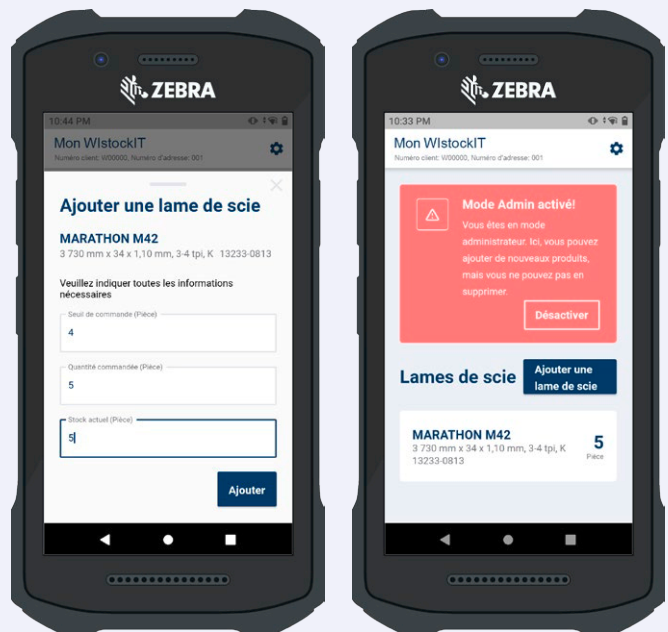 ZEBRA
10:44 PM
Mon WIstockIT
Numéro client: W00000, Numéro d'adresse: 001
Ajouter une lame de scie
MARATHON M42
3 730 mm x 34 x 1,10 mm, 3-4 tpi, K 13233-0813
Veuillez indiquer toutes les informations
nécessaires
Seuil de commande (Pièce)
4
Quantité commandée (Pièce)
5
Stock actuel (Pièce)
5
Ajouter
ZEBRA
10:33 PM
Mon WIstockIT
Numéro client: W00000, Numéro d'adresse: 001
Mode Admin activé!
Vous êtes en mode
administrateur. Ici, vous pouvez
ajouter de nouveaux produits,
mais vous ne pouvez pas en
supprimer.
Désactiver
Lames de scie
Ajouter une
lame de scie
MARATHON M42
3 730 mm x 34 x 1,10 mm, 3-4 tpi, K
13233-0813
5
Pièce